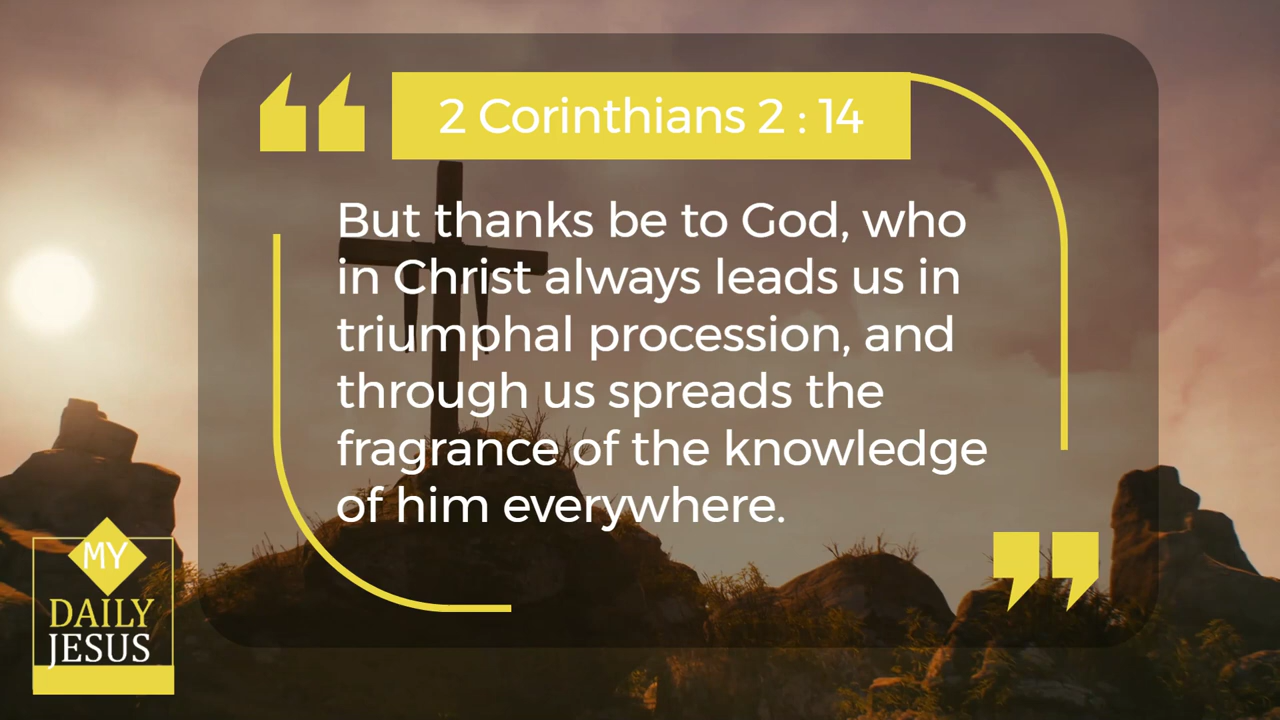 2 Corinthians 2 : 14
But thanks be to God, who
in Christ always leads us in
triumphal procession, and
through us spreads the
fragrance of the knowledge
of him everywhere.
MY
DAILY
JESUS